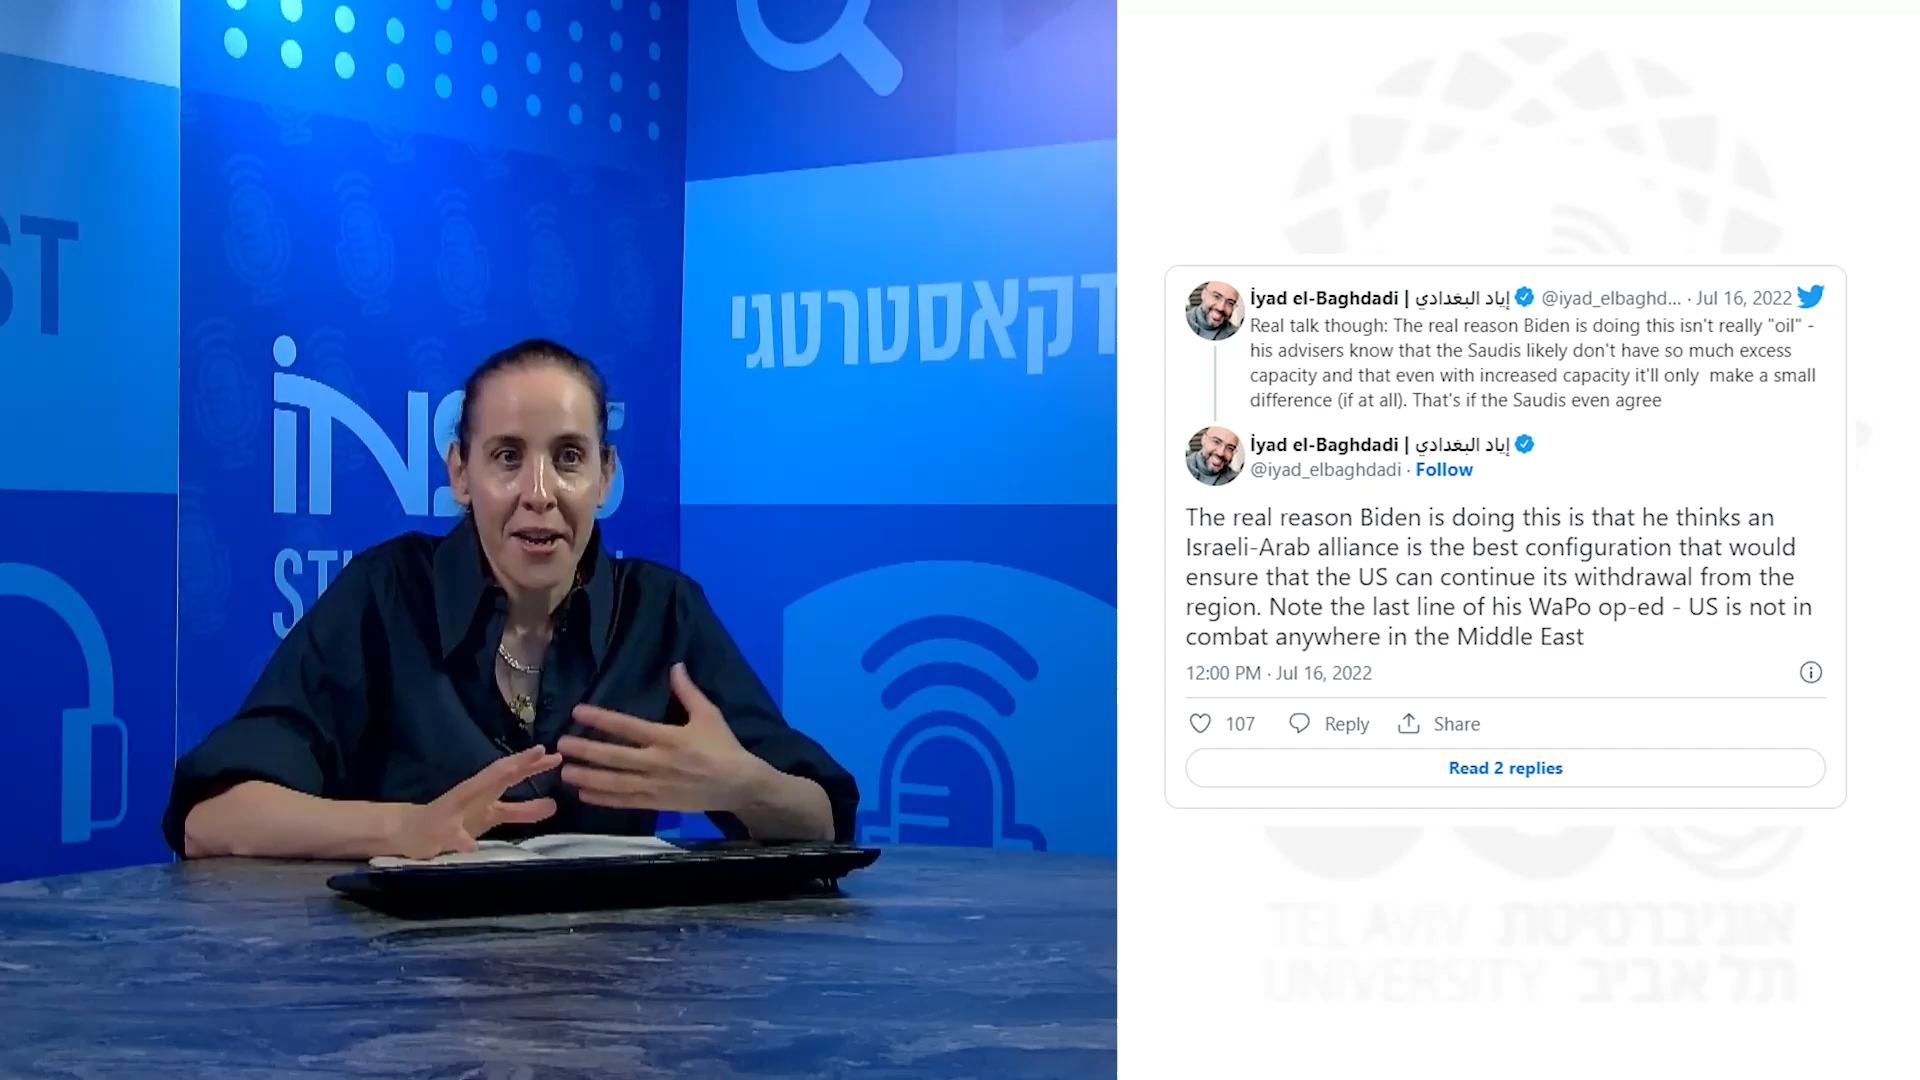 ST
iNSS
דקאסטרטגי
İyad el-Baghdadi | إياد البغدادي @iyad_elbaghd... · Jul 16, 2022
Real talk though: The real reason Biden is doing this isn't really "oil" -
his advisers know that the Saudis likely don't have so much excess
capacity and that even with increased capacity it'll only make a small
difference (if at all). That's if the Saudis even agree
İyad el-Baghdadi | إياد البغدادي
@iyad_elbaghdadi · Follow
The real reason Biden is doing this is that he thinks an
Israeli-Arab alliance is the best configuration that would
ensure that the US can continue its withdrawal from the
region. Note the last line of his WaPo op-ed - US is not in
combat anywhere in the Middle East
12:00 PM · Jul 16, 2022
107 Reply Share
Read 2 replies
TEL AVIV אוניברסיטת
UNIVERSITY תל אביב